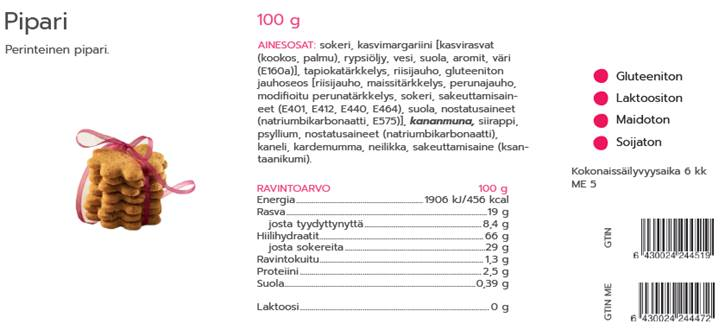 Pipari
Perinteinen pipari.
100 g
AINESOSAT: sokeri, kasvimargariini [kasvirasvat
(kookos, palmu), rypsiöljy, vesi, suola, aromit, väri
(E160a)], tapiokatärkkelys, riisijauho, gluteeniton
jauhoseos [riisijauho, maissitärkkelys, perunajauho,
modifioitu perunatärkkelys, sokeri, sakeuttamisain-
eet (E401, E412, E440, E464), suola, nostatusaineet
(natriumbikarbonaatti, E575)], kananmuna, siirappi,
psyllium, nostatusaineet (natriumbikarbonaatti),
kaneli, kardemumma, neilikka, sakeuttamisaine (ksan-
taanikumi).
RAVINTOARVO 100 g
Energia 1906 kJ/456 kcal
Rasva 19 g
josta tyydyttynyttä 8,4 g
Hiilihydraatit 66 g
josta sokereita 29 g
Ravintokuitu 1,3 g
Proteiini 2,5 g
Suola 0,39 g
Laktoosi 0 g
Gluteeniton
Laktoositon
Maidoton
Soijaton
Kokonaissäilyvyysaika 6 kk
ME 5
GTIN
6 430024 244519
GTIN ME
6 430024 244472